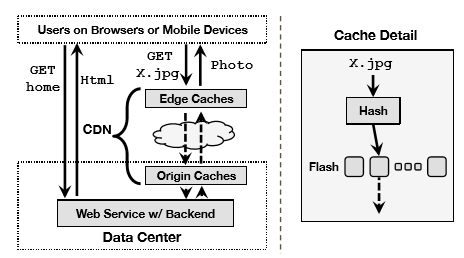 Users on Browsers or Mobile Devices
GET
home
Html
GET
X.jpg
Photo
Edge Caches
CDN
Origin Caches
Web Service w/ Backend
Data Center
Cache Detail
X.jpg
Hash
Flash